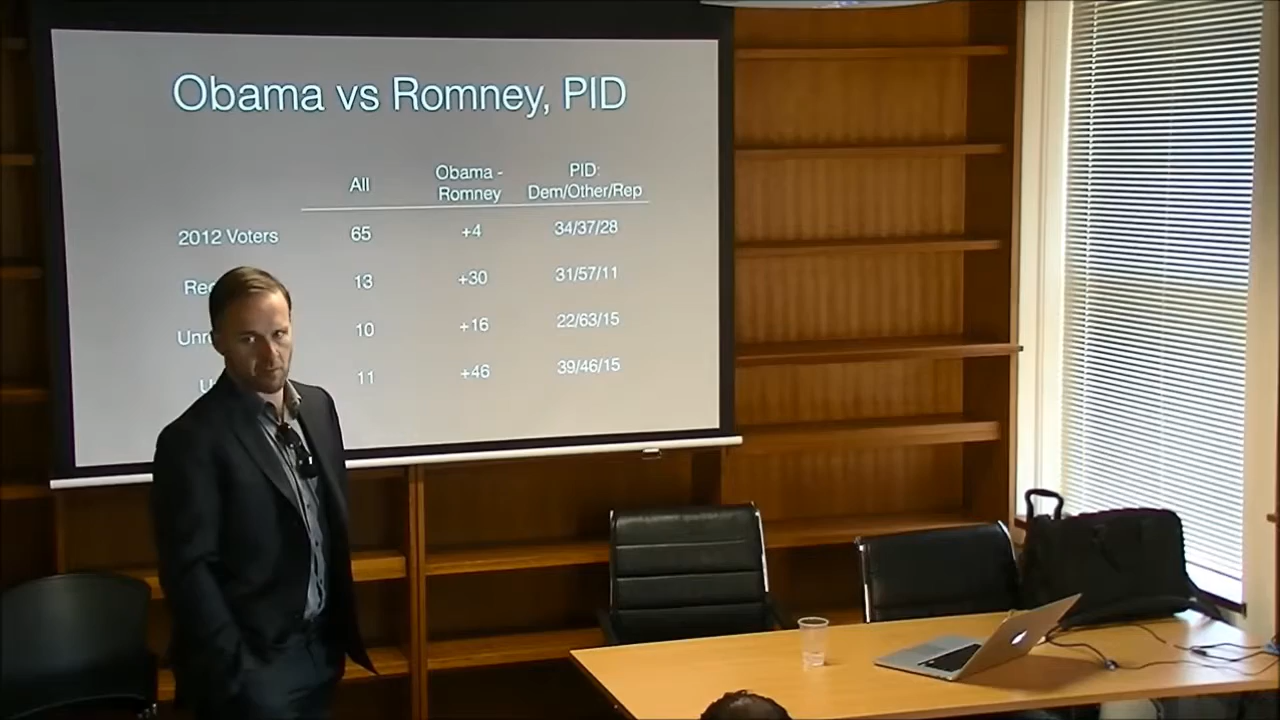 Obama vs Romney, PID
All
Obama -
Romney
PID:
Dem/Other/Rep
2012 Voters 65 +4 34/37/28
13 +30 31/57/11
10 +16 22/63/15
11 +46 39/46/15